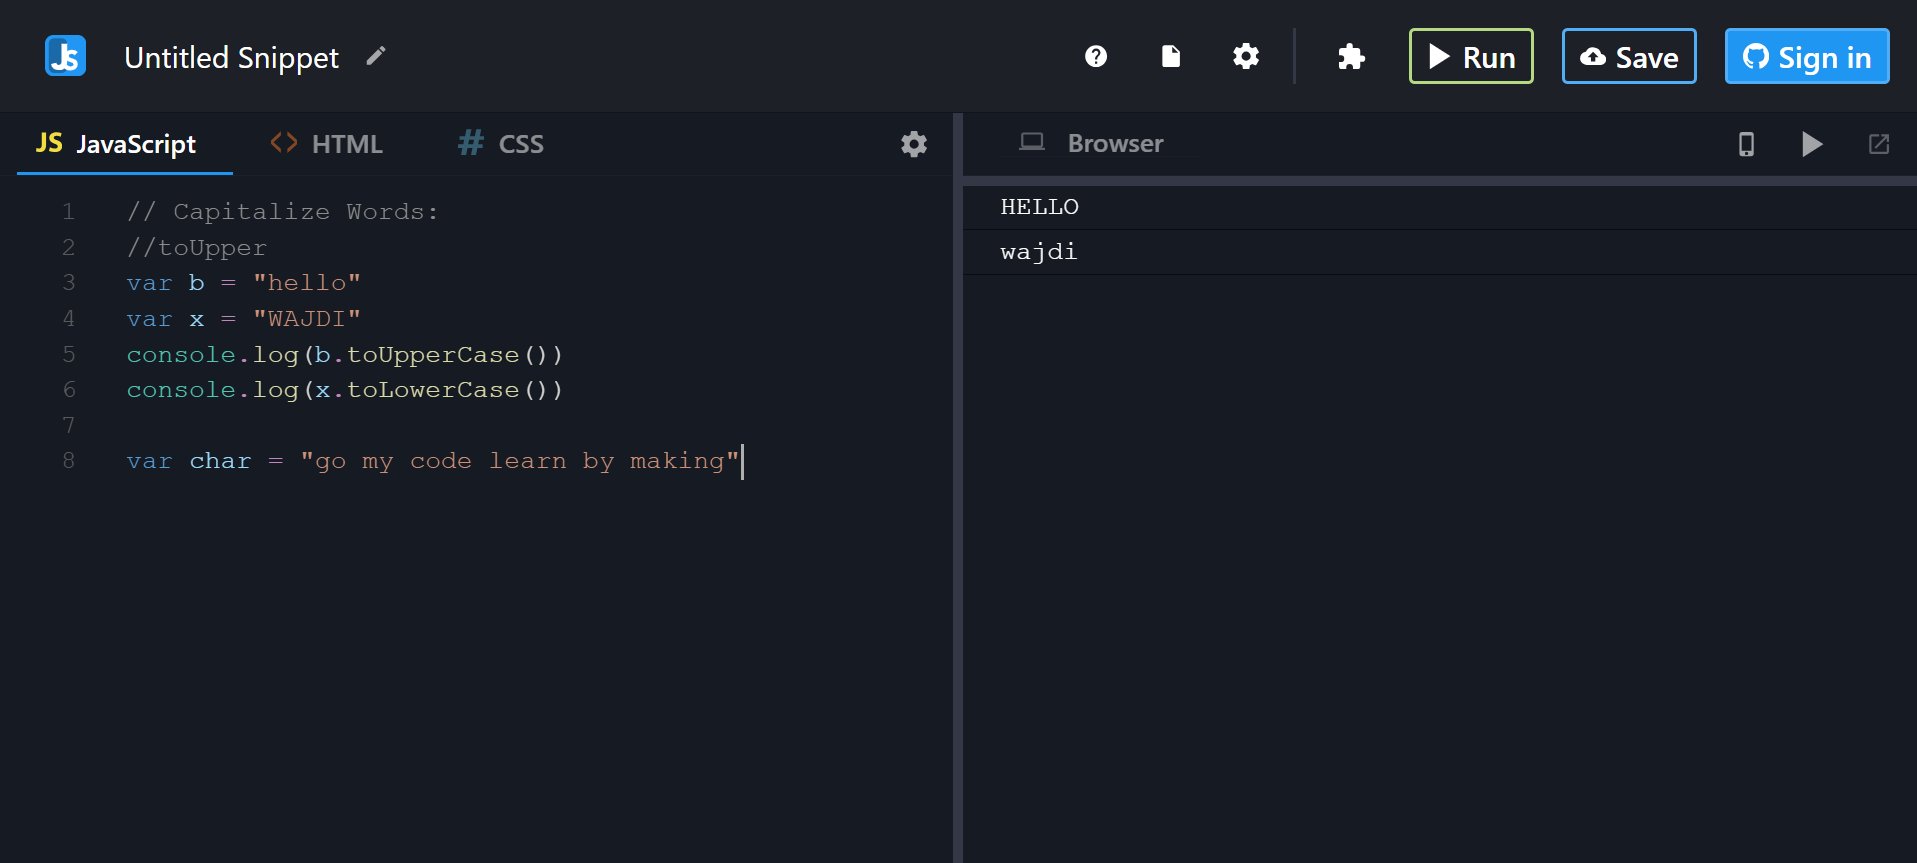 JS Untitled Snippet Run Save Sign in
JS JavaScript <> HTML # CSS Browser
1 // Capitalize Words:
2 //toUpper
3 var b = "hello"
4 var x = "WAJDI"
5 console.log(b.toUpperCase())
6 console.log(x.toLowerCase())
7
8 var char = "go my code learn by making"
HELLO
wajdi